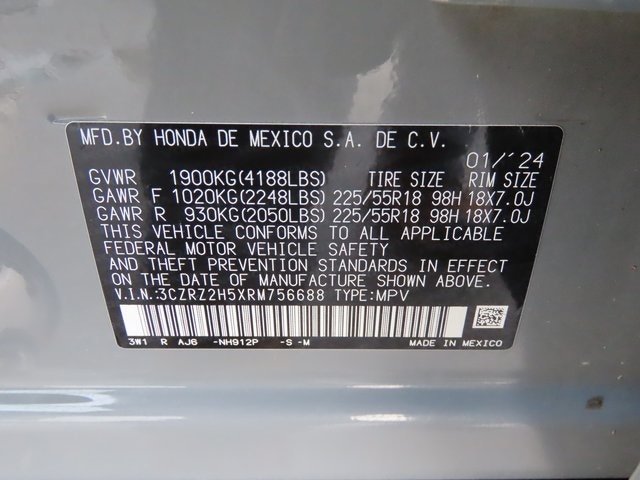 MFD.BY HONDA DE MEXICO S.A. DE C.V.
01/'24
GVWR 1900KG(4188LBS) TIRE SIZE RIM SIZE
GAWR F 1020KG(2248LBS) 225/55R18 98H 18X7.0J
GAWR R 930KG(2050LBS) 225/55R18 98H 18X7.0J
THIS VEHICLE CONFORMS TO ALL APPLICABLE
FEDERAL MOTOR VEHICLE SAFETY
AND THEFT PREVENTION STANDARDS IN EFFECT
ON THE DATE OF MANUFACTURE SHOWN ABOVE.
V.I.N.:3CZRZ2H5XRM756688 TYPE:MPV
3W1 R AJ6 -NH912P -S-M MADE IN MEXICO